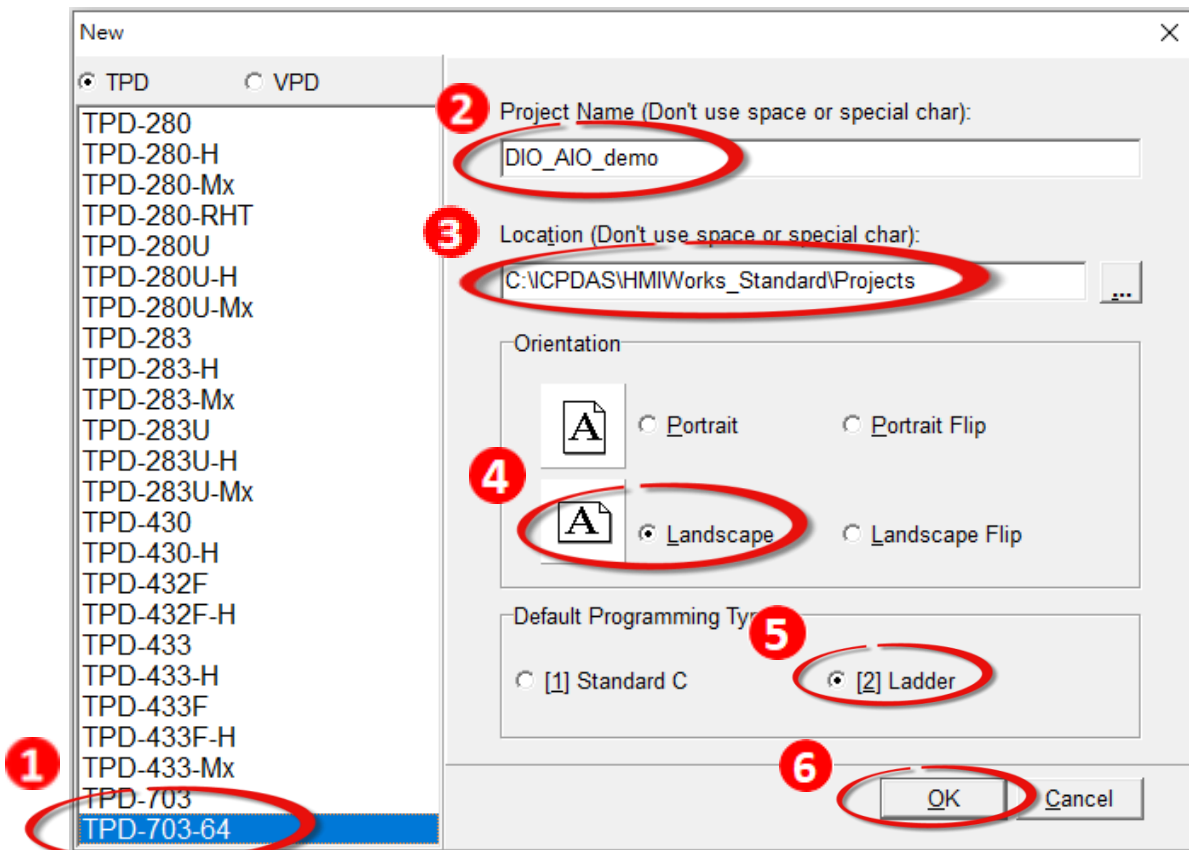 New
TPD VPD
TPD-280
TPD-280-H
TPD-280-Mx
TPD-280-RHT
TPD-280U
TPD-280U-H
TPD-280U-Mx
TPD-283
TPD-283-H
TPD-283-Mx
TPD-283U
TPD-283U-H
TPD-283U-Mx
TPD-430
TPD-430-H
TPD-432F
TPD-432F-H
TPD-433
TPD-433-H
TPD-433F
TPD-433F-H
TPD-433-Mx
1
TPD-703
TPD-703-64
2
Project Name (Don't use space or special char):
DIO_AIO_demo
3
Location (Don't use space or special char):
C:\ICPDAS\HMIWorks_Standard\Projects
...
Orientation
A
Portrait Portrait Flip
4
A
Landscape Landscape Flip
Default Programming Ty
5
[1] Standard C [2] Ladder
6
OK Cancel